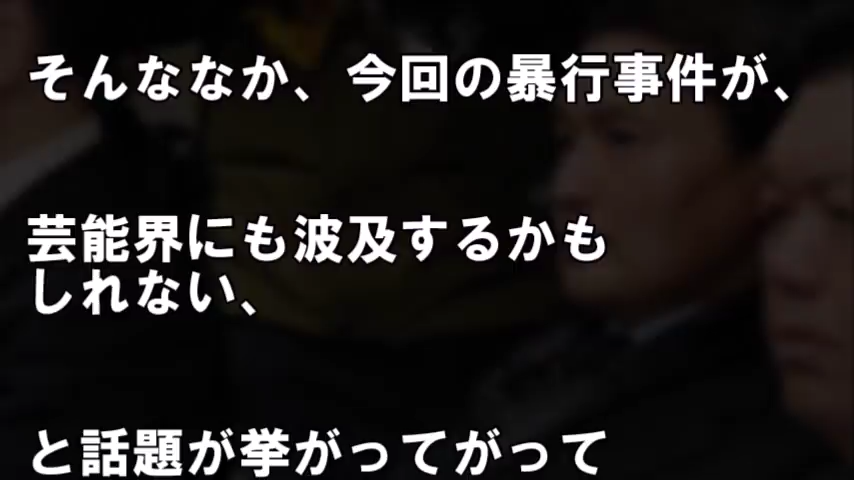 そんななか、今回の暴行事件が、
芸能界にも波及するかも
しれない、
と話題が挙がってがって